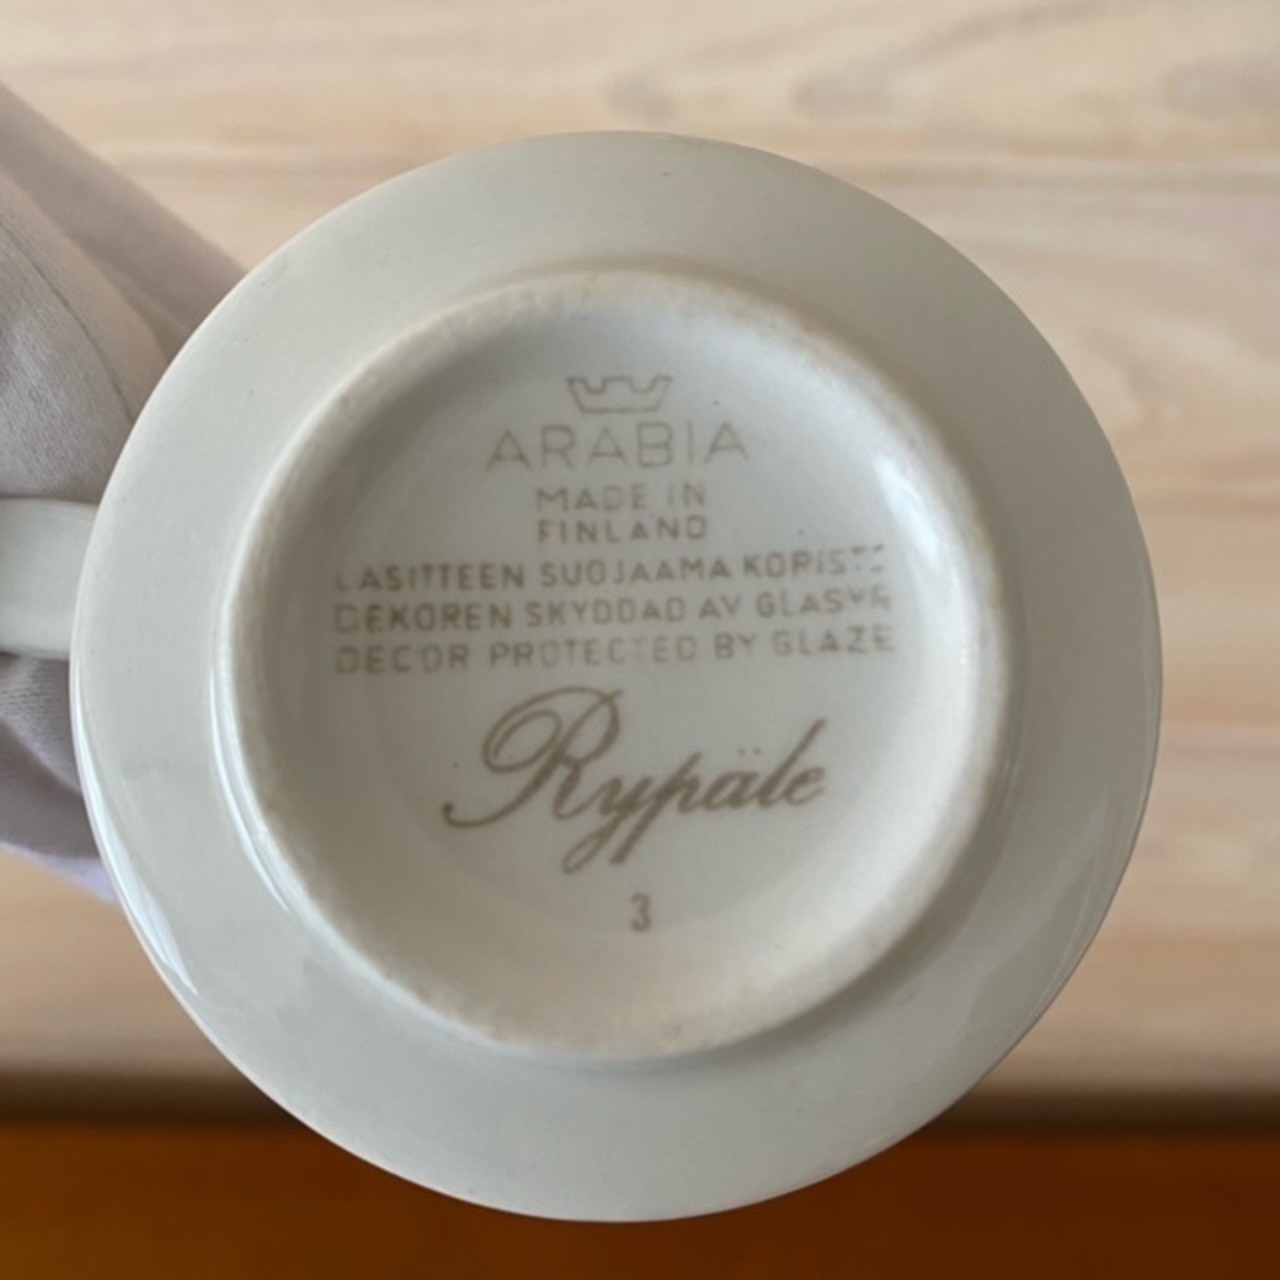 ARABIA
MADE IN
FINLAND
LASITTEEN SUOJAAMA KORISTE
DEKOREN SKYDDAD AV GLASYR
DECOR PROTECTED BY GLAZE
Rypäle
3